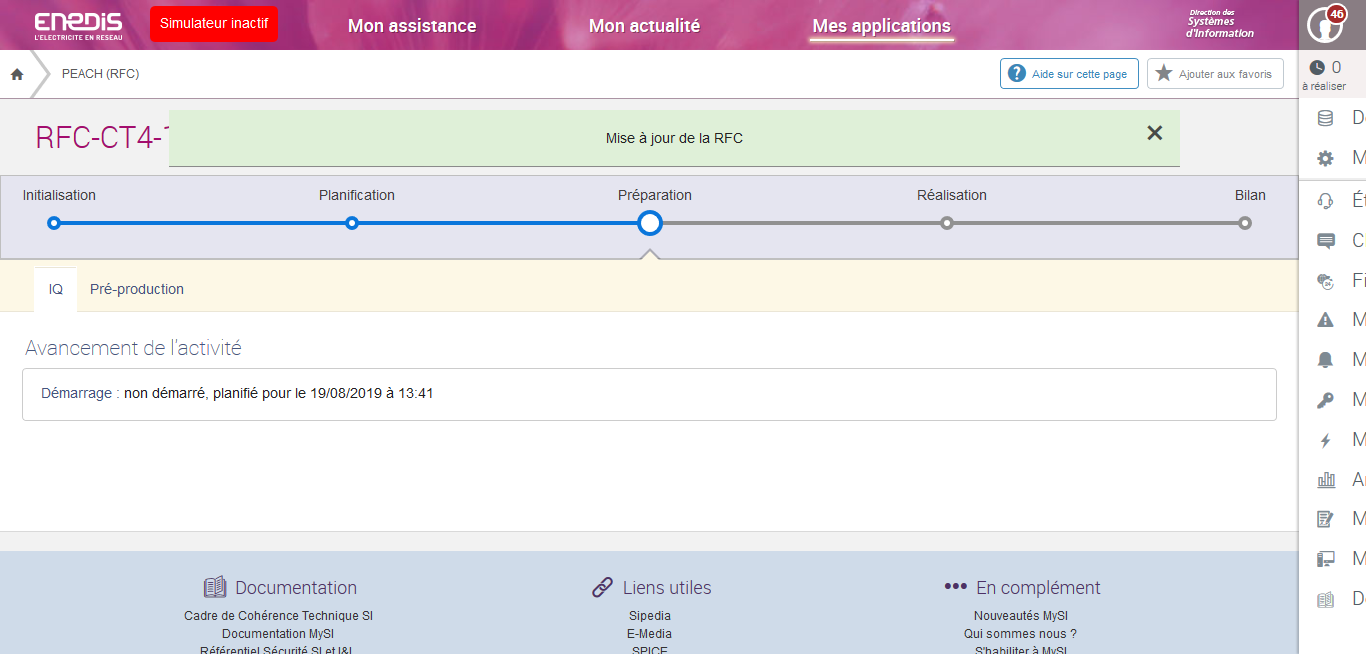 ENEDIS
L'ELECTRICITE EN RESEAU
Simulateur inactif
Mon assistance
Mon actualité
Mes applications
Direction des
Systèmes
d'Information
46
PEACH (RFC)
Aide sur cette page
Ajouter aux favoris
0
à réaliser
RFC-CT4-
Mise à jour de la RFC
Initialisation
Planification
Préparation
Réalisation
Bilan
IQ
Pré-production
Avancement de l'activité
Démarrage : non démarré, planifié pour le 19/08/2019 à 13:41
Documentation
Cadre de Cohérence Technique SI
Documentation MySI
Référentiel Sécurité SI et I&I
Liens utiles
Sipedia
E-Media
SPICE
En complément
Nouveautés MySI
Qui sommes nous ?
S'habiliter à MySI